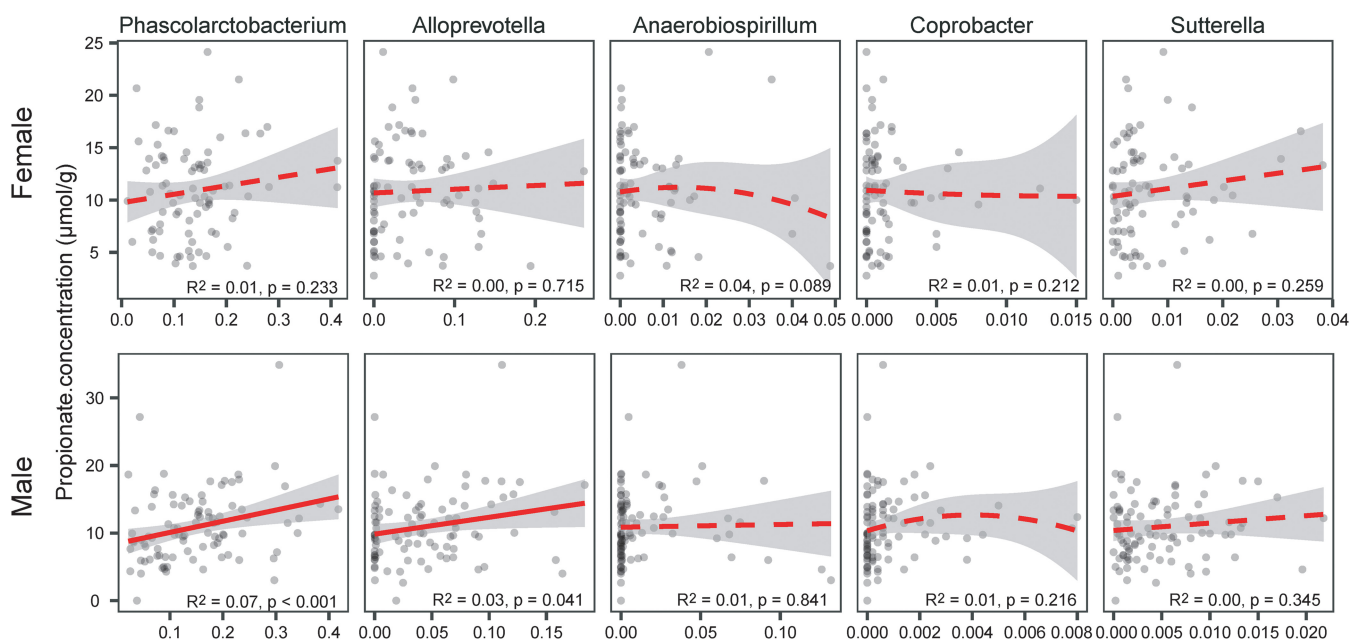 Phascolarctobacterium Alloprevotella Anaerobiospirillum Coprobacter Sutterella
Female
Male
Propionate.concentration (μmol/g)
25
20
15
10
5
R² = 0.01, p = 0.233
R² = 0.00, p = 0.715
R² = 0.04, p = 0.089
R² = 0.01, p = 0.212
R² = 0.00, p = 0.259
0.0 0.1 0.2 0.3 0.4
0.0 0.1 0.2
0.00 0.01 0.02 0.03 0.04 0.05
0.000 0.005 0.010 0.015
0.00 0.01 0.02 0.03 0.04
30
20
10
0
R² = 0.07, p < 0.001
R² = 0.03, p = 0.041
R² = 0.01, p = 0.841
R² = 0.01, p = 0.216
R² = 0.00, p = 0.345
0.1 0.2 0.3 0.4
0.00 0.05 0.10 0.15
0.00 0.05 0.10
0.000 0.002 0.004 0.006 0.008
0.000 0.005 0.010 0.015 0.020